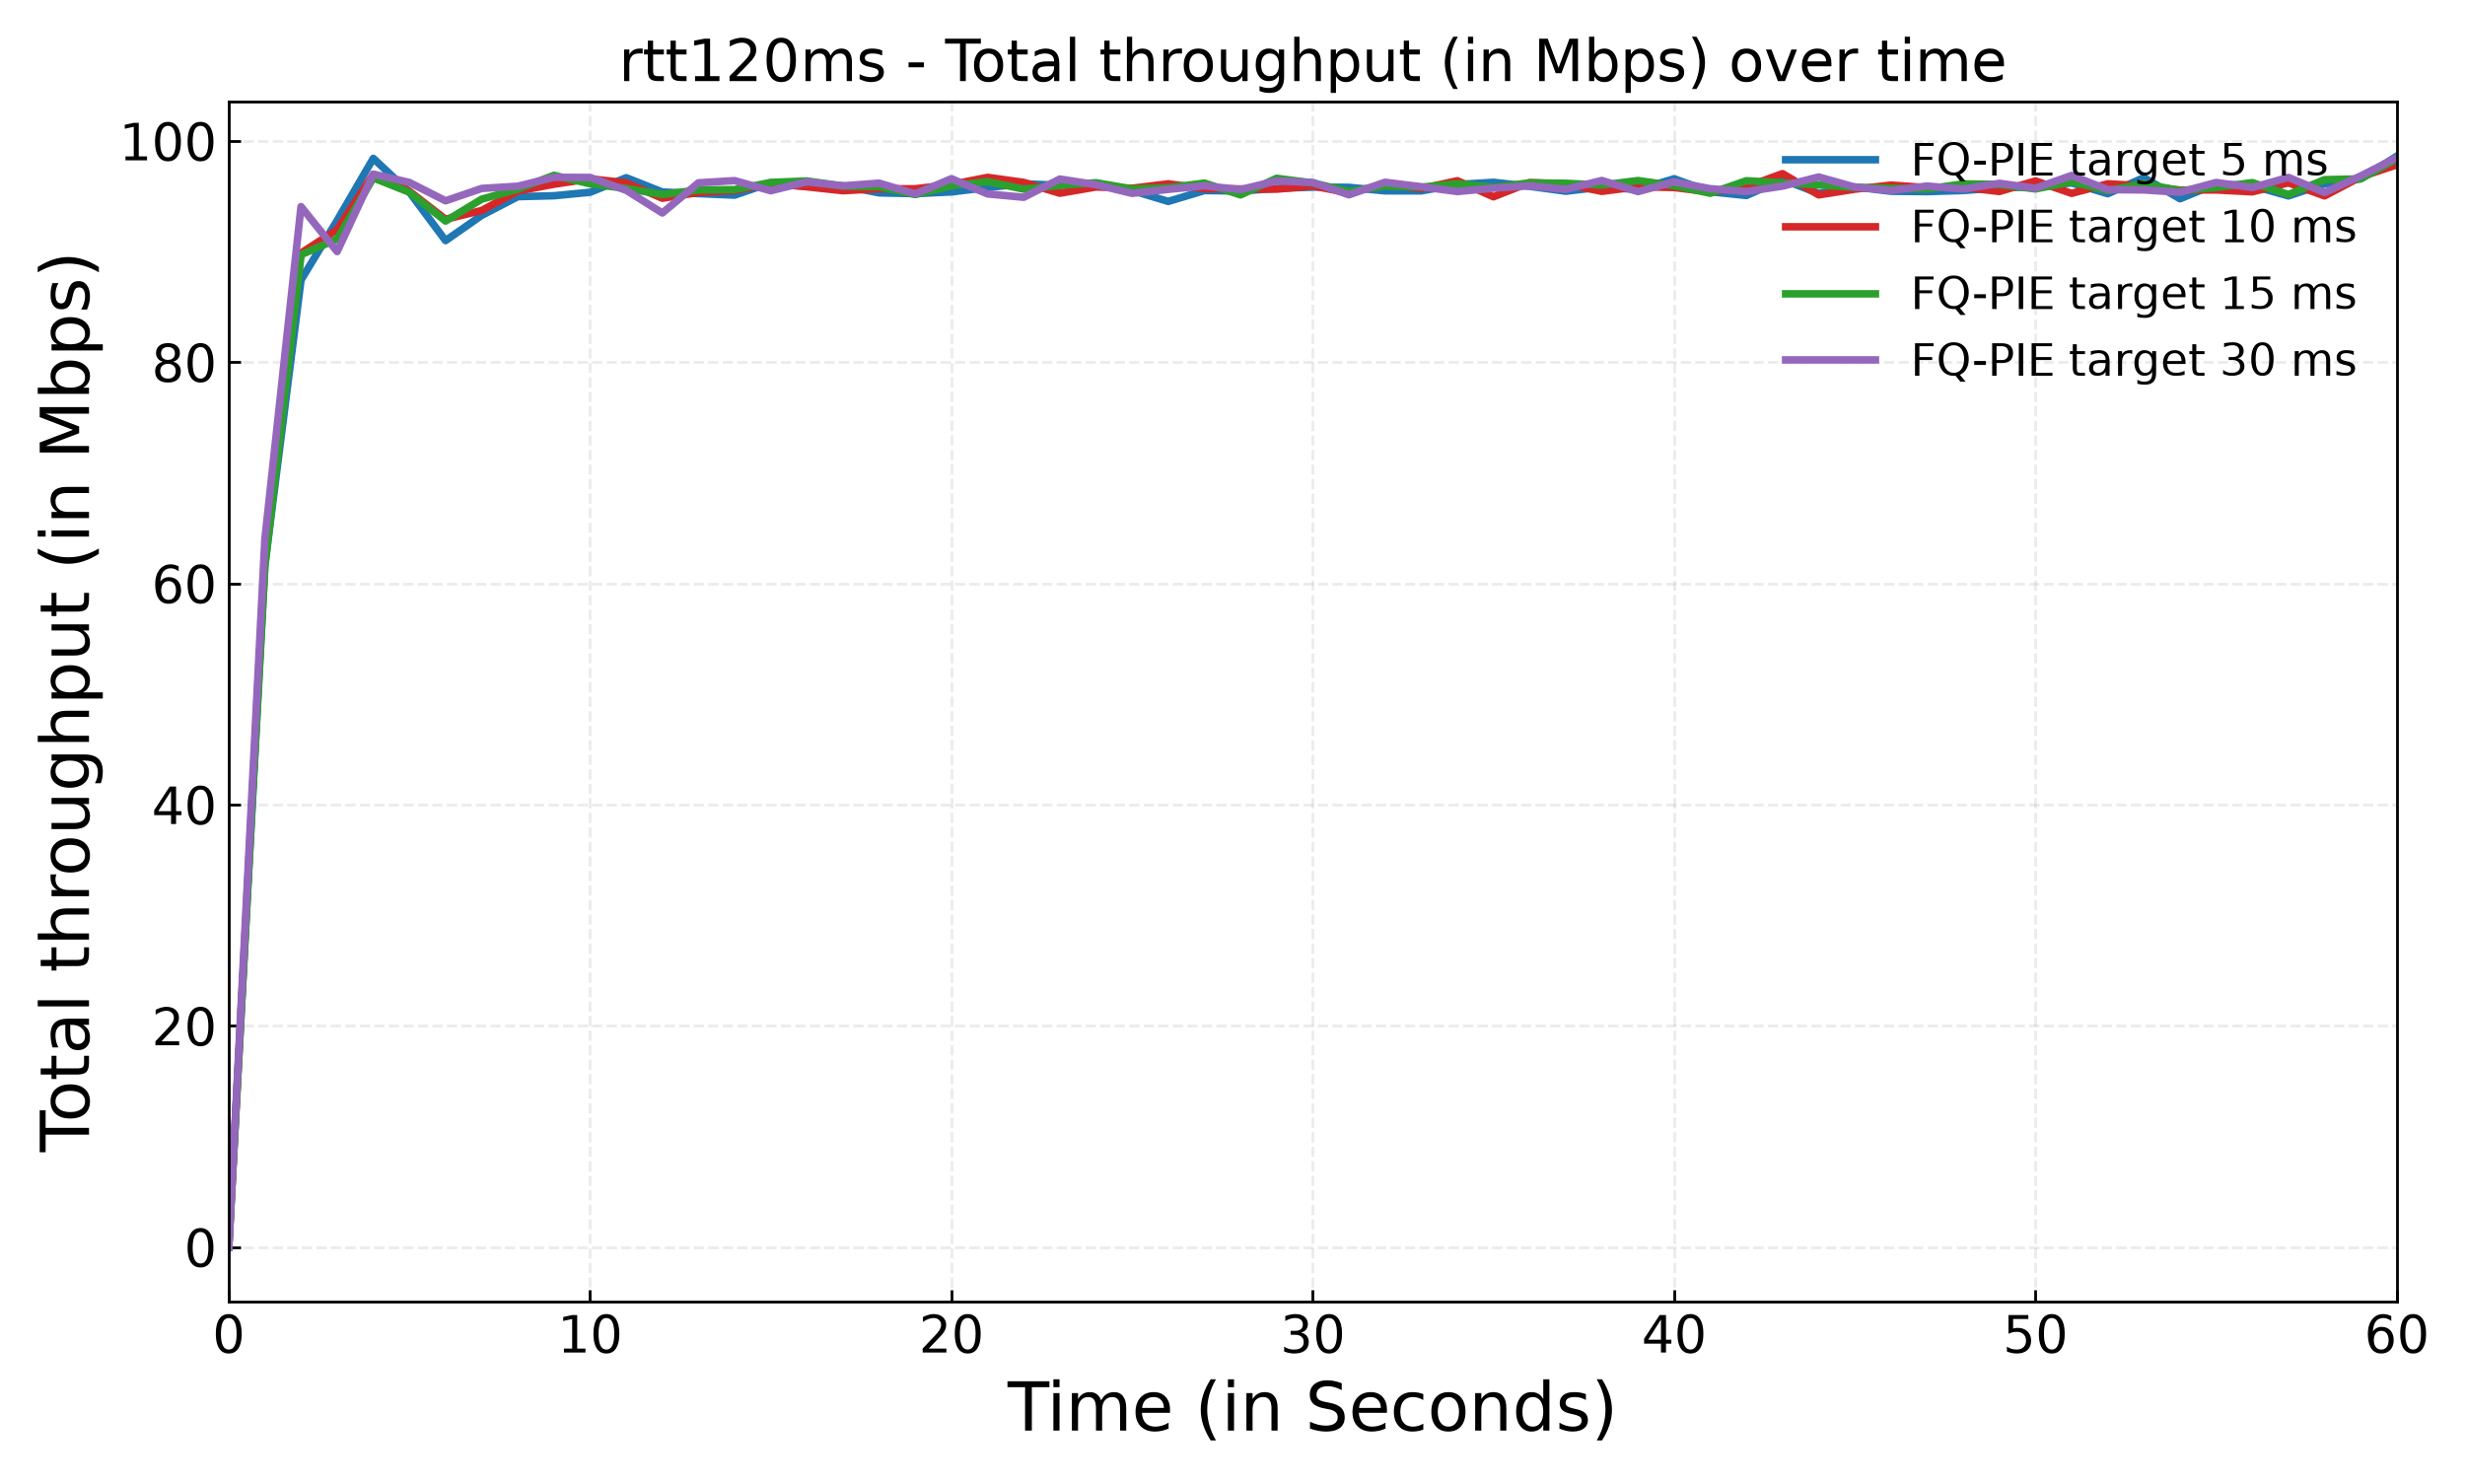 rtt120ms - Total throughput (in Mbps) over time
Total throughput (in Mbps)
100
80
60
40
20
0
FQ-PIE target 5 ms
FQ-PIE target 10 ms
FQ-PIE target 15 ms
FQ-PIE target 30 ms
0 10 20 30 40 50 60
Time (in Seconds)